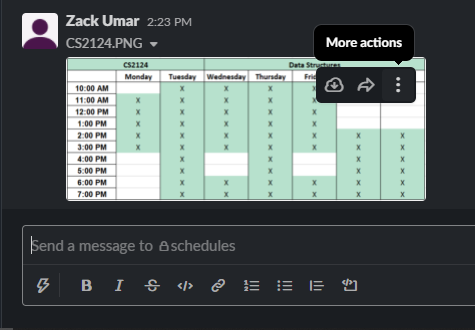 Zack Umar 2:23 PM
CS2124.PNG
More actions
CS2124 Data Structures
Monday Tuesday Wednesday Thursday
10:00 AM X X X X
11:00 AM X X X X X
12:00 PM X X X X X
1:00 PM X X X X X
2:00 PM X X X X X X X
3:00 PM X X X X X X X
4:00 PM X X X X
5:00 PM X X X X
6:00 PM X X X X X X
7:00 PM X X X X X X
Send a message to schedules
B I S </>